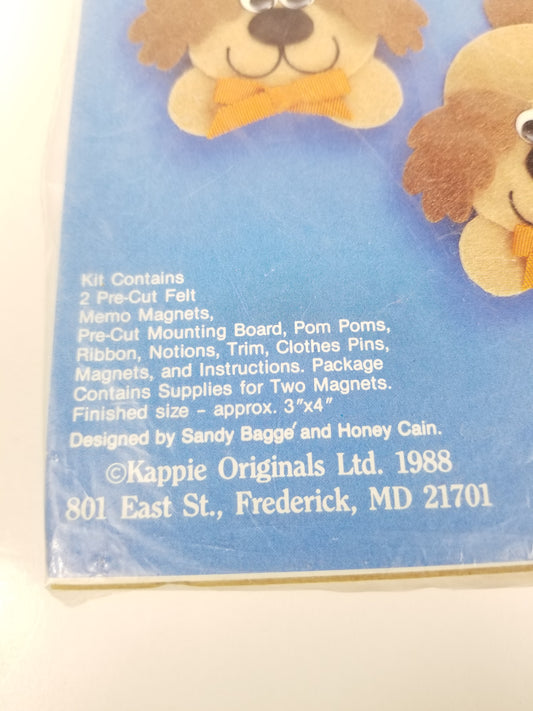 Kit Contains
2 Pre-Cut Felt
Memo Magnets,
Pre-Cut Mounting Board, Pom Poms,
Ribbon, Notions, Trim, Clothes Pins,
Magnets, and Instructions. Package
Contains Supplies for Two Magnets.
Finished size - approx. 3"x4"
Designed by Sandy Baggé and Honey Cain.
©Kappie Originals Ltd. 1988
801 East St., Frederick, MD 21701